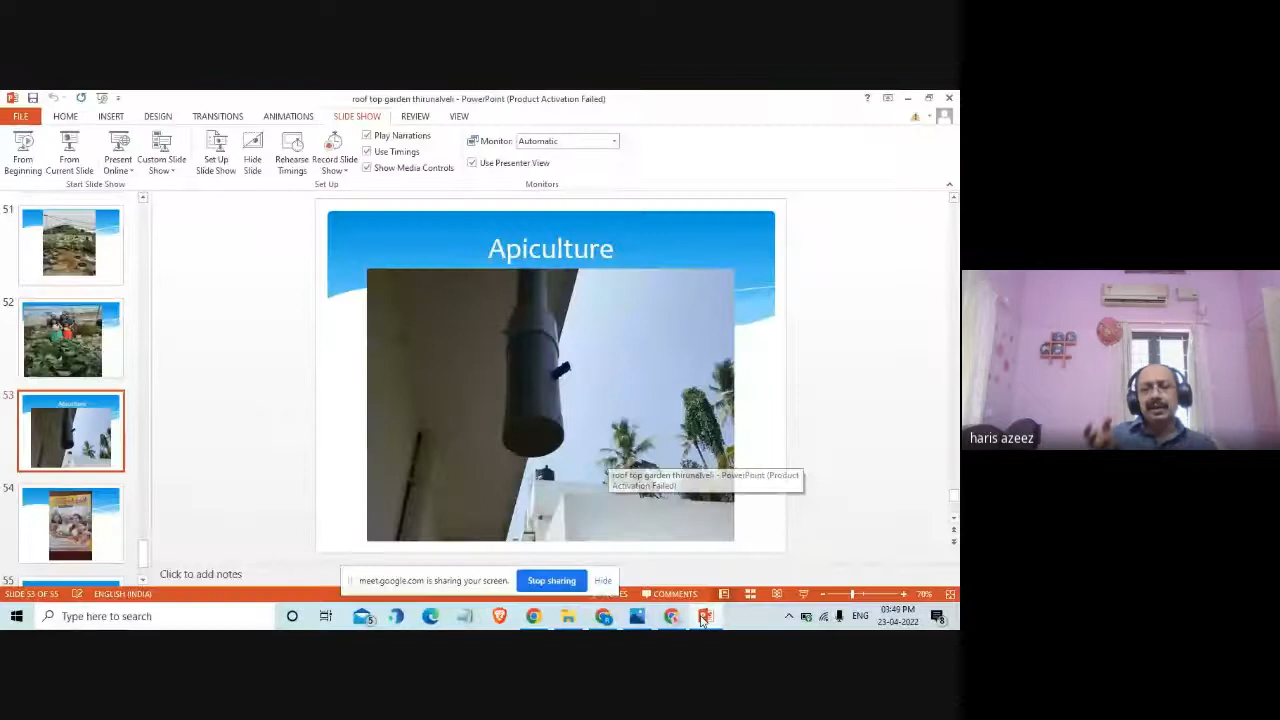 roof top garden thirunalveli - PowerPoint (Product Activation Failed)
FILE HOME INSERT DESIGN TRANSITIONS ANIMATIONS SLIDE SHOW REVIEW VIEW
From Beginning
From Current Slide
Present Online
Custom Slide Show
Set Up Slide Show
Hide Slide
Rehearse Timings
Record Slide Show
Play Narrations
Use Timings
Show Media Controls
Monitor: Automatic
Use Presenter View
Start Slide Show
Set Up
Monitors
51
52
53
Apiculture
54
55
Apiculture
roof top garden thirunalveli - PowerPoint (Product
Activation Failed)
haris azeez
Click to add notes
meet.google.com is sharing your screen.
Stop sharing
Hide
SLIDE 53 OF 55
ENGLISH (INDIA)
COMMENTS
70%
Type here to search
5
ENG
03:49 PM
23-04-2022
8